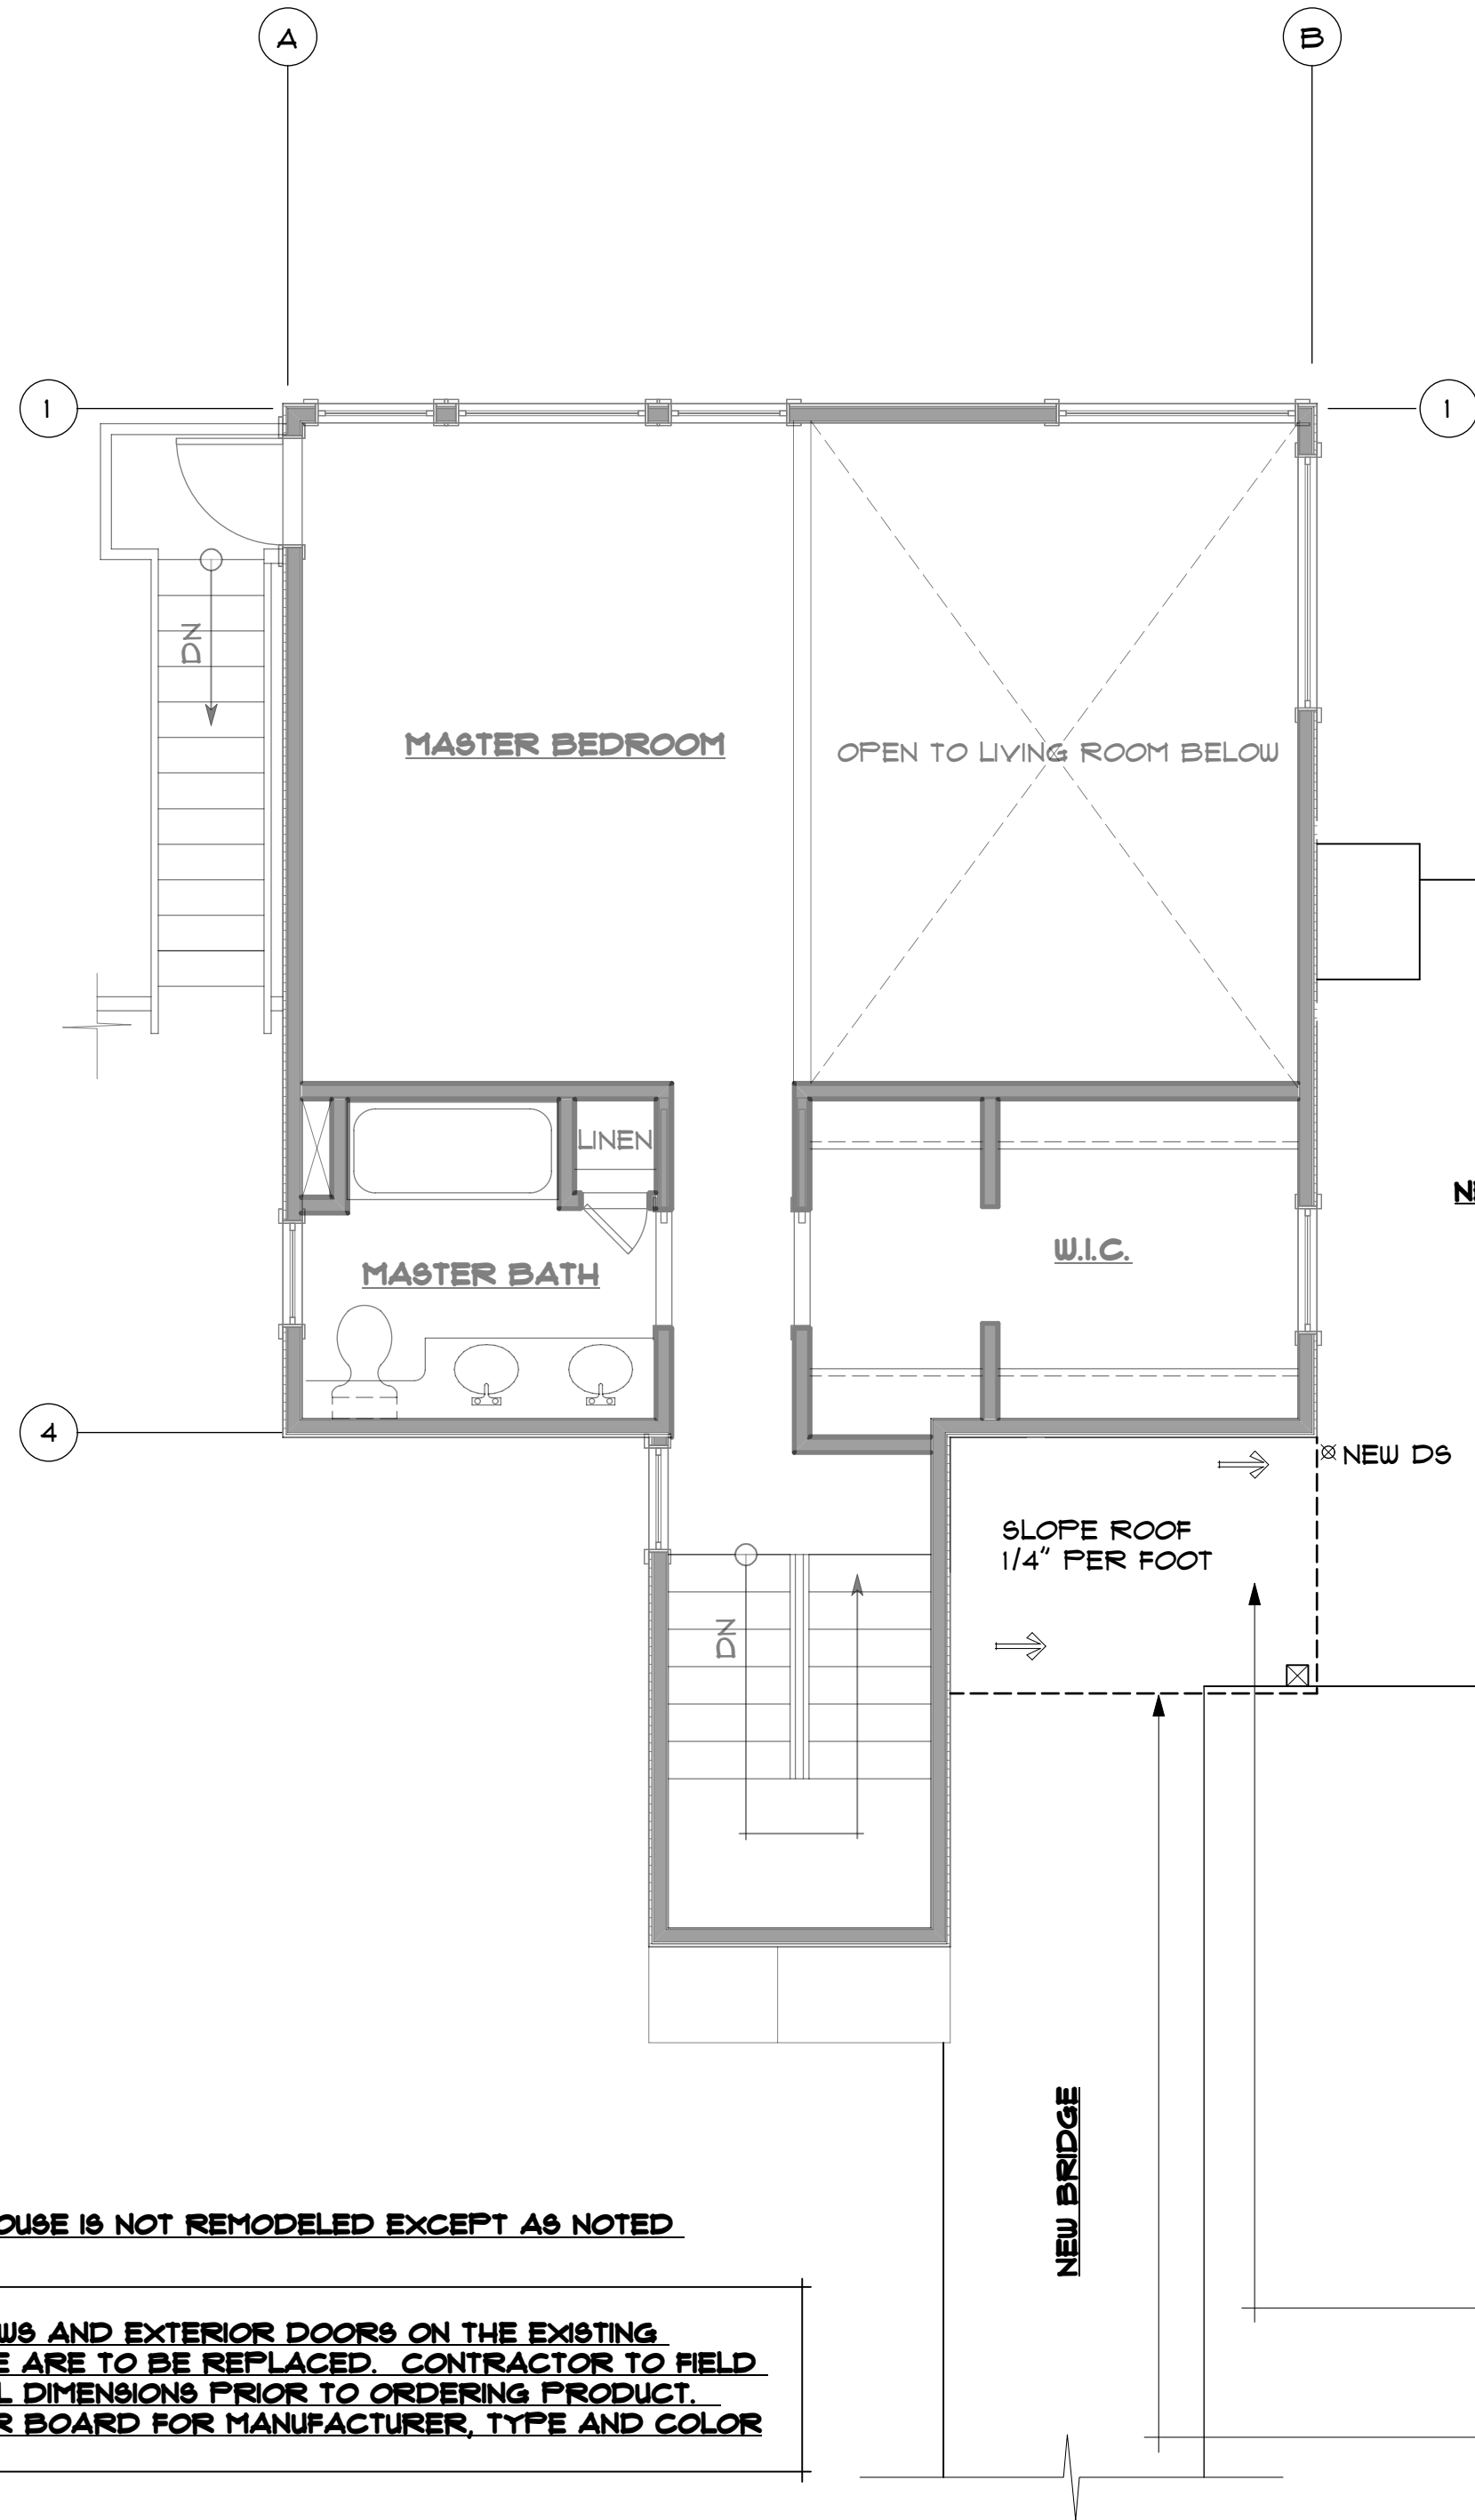 A
B
1
1
DN
MASTER BEDROOM
OPEN TO LIVING ROOM BELOW
LINEN
W.I.C.
MASTER BATH
4
NEW DS
SLOPE ROOF
1/4" PER FOOT
DN
NEW BRIDGE
IS NOT REMODELED EXCEPT AS NOTED
AND EXTERIOR DOORS ON THE EXISTING
ARE TO BE REPLACED. CONTRACTOR TO FIELD
DIMENSIONS PRIOR TO ORDERING PRODUCT.
BOARD FOR MANUFACTURER, TYPE AND COLOR